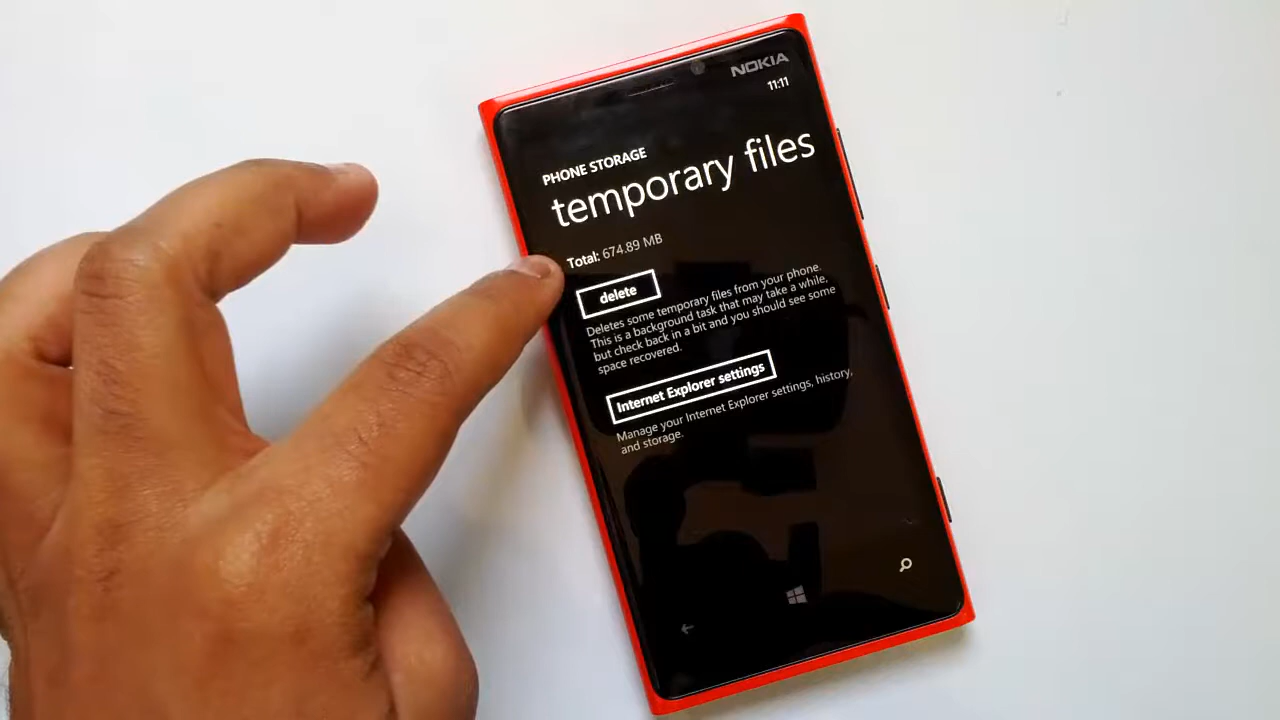 NOKIA
11:11
PHONE STORAGE
temporary files
Total: 674.89 MB
delete
Deletes some temporary files from your phone.
This is a background task that may take a while,
but check back in a bit and you should see some
space recovered.
Internet Explorer settings
Manage your Internet Explorer settings, history,
and storage.